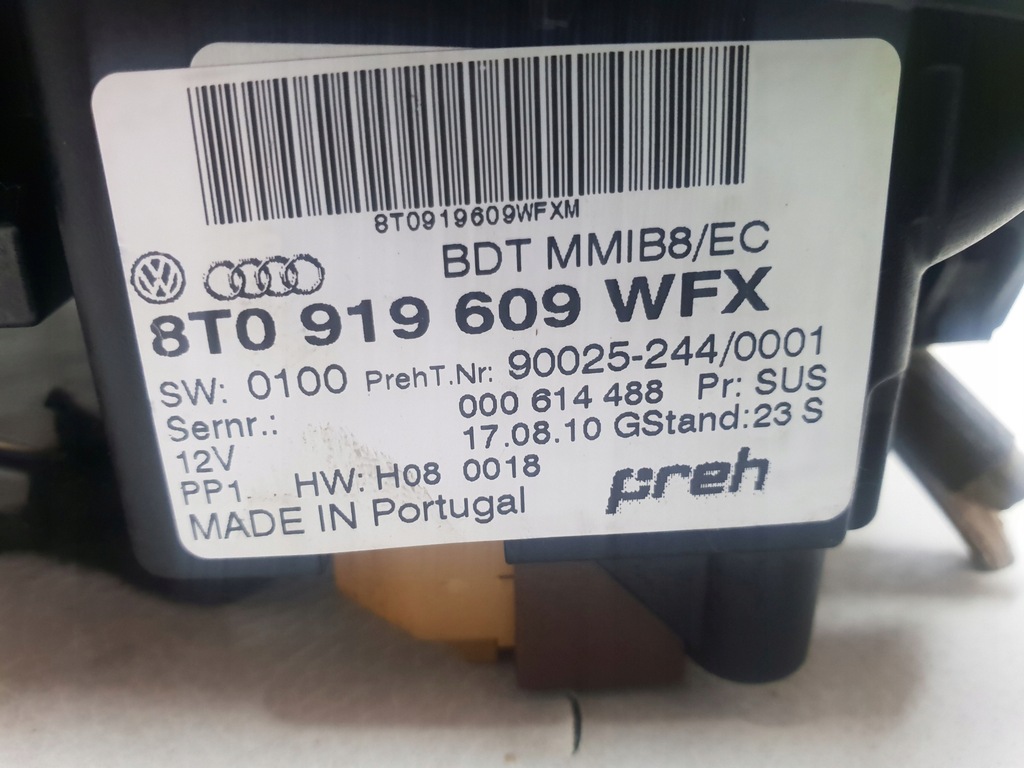 8T0919609WFXM
BDT MMIB8/EC
8T0 919 609 WFX
SW: 0100 PrehT.Nr: 90025-244/0001
Sernr.: 000 614 488 Pr: SUS
12V 17.08.10 GStand:23 S
PP1 HW: H08 0018
preh
MADE IN Portugal